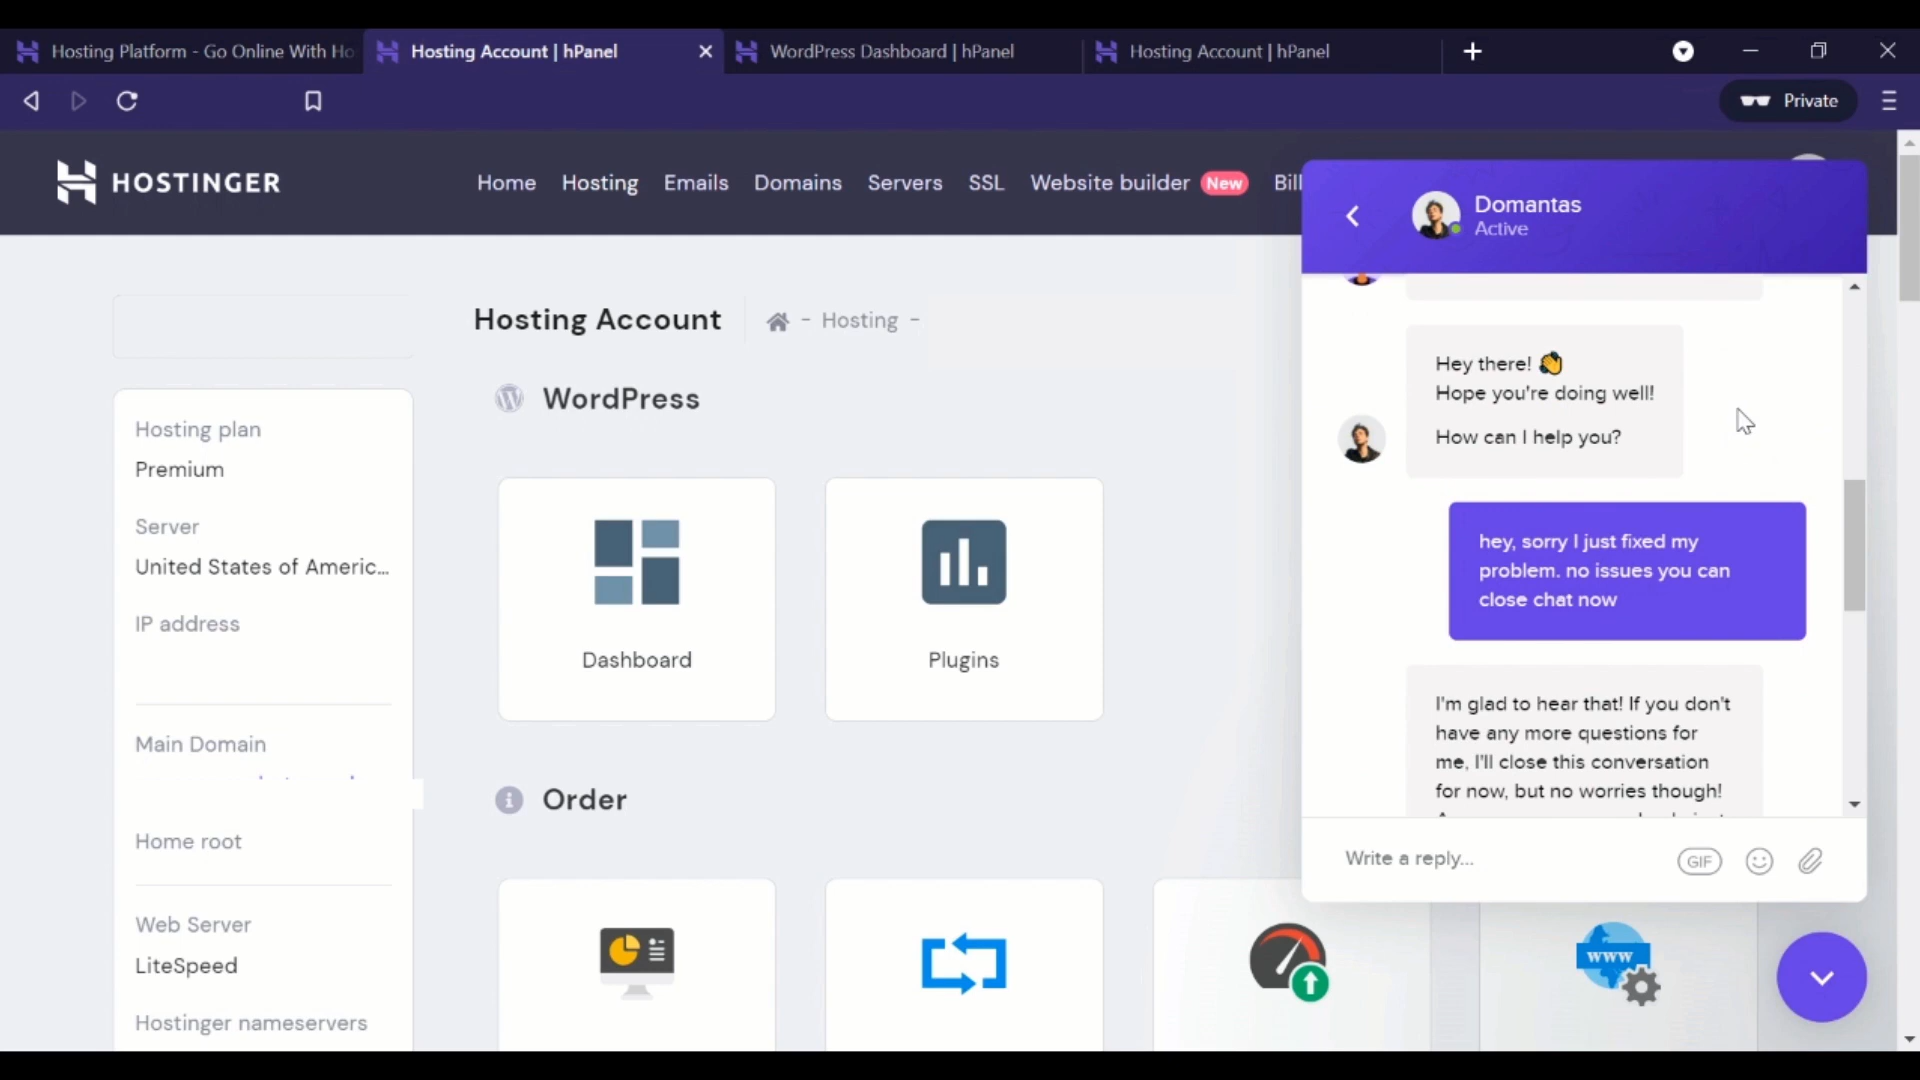 Hosting Platform - Go Online With Ho
Hosting Account | hPanel
WordPress Dashboard | hPanel
Hosting Account | hPanel
Private
HOSTINGER
Home
Hosting
Emails
Domains
Servers
SSL
Website builder
New
Bill
Domantas
Active
Hosting Account
- Hosting -
Hosting plan
Premium
Server
United States of Americ...
IP address
Main Domain
Home root
Web Server
LiteSpeed
Hostinger nameservers
WordPress
Dashboard
Plugins
Order
www
Hey there!
Hope you're doing well!
How can I help you?
hey, sorry I just fixed my
problem. no issues you can
close chat now
I'm glad to hear that! If you don't
have any more questions for
me, I'll close this conversation
for now, but no worries though!
Write a reply...
GIF